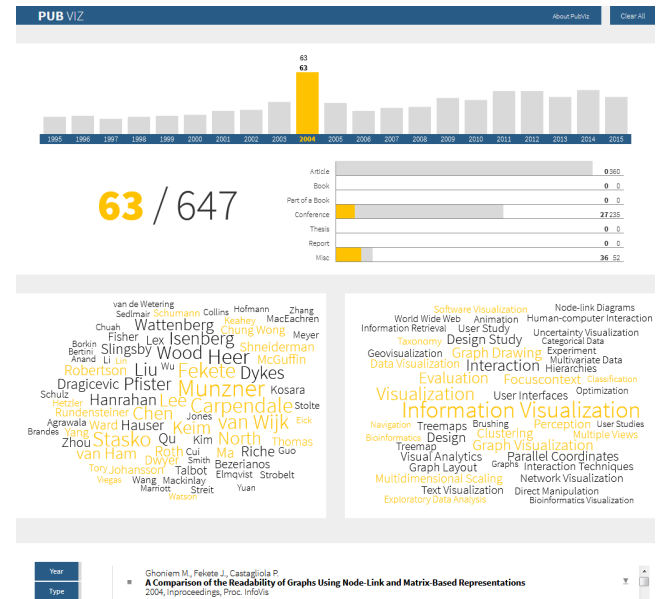 PUB VIZ About PubViz Clear All
63
63
1995 1996 1997 1998 1999 2000 2001 2002 2003 2004 2005 2006 2007 2008 2009 2010 2011 2012 2013 2014 2015
Article 0 360
Book 0 0
Part of a Book 0 0
Conference 27 235
Thesis 0 0
Report 0 0
Misc 36 52
63 / 647
van de Wetering
Sedlmair Schumann Collins Hofmann Zhang
Chuah Wattenberg Keahey Chung Wong MacEachren
Borkin Fisher Lex Isenberg Meyer
Bertini Slingsby Wood Heer Shneiderman
Anand Li Lin McGuffin
Robertson Liu Wu Fekete Dykes
Dragicevic Pfister Munzner Kosara
Schulz Hanrahan Lee Carpendale Stolte
Hetzler Rundensteiner Chen Jones Eick
Agrawala Ward Hauser Keim van Wijk
Brandes Yang Zhou Stasko Qu Kim North Thomas
van Ham Roth Cui Ma Riche Guo
Dwyer Smith Bezerianos
Tory Johansson Talbot Elmqvist Strobelt
Viegas Wang Mackinlay
Marriott Streit Yuan
Watson
Software Visualization Node-link Diagrams
World Wide Web Animation Human-computer Interaction
Information Retrieval User Study Uncertainty Visualization
Taxonomy Design Study Categorical Data
Geovisualization Graph Drawing Experiment
Data Visualization Interaction Multivariate Data
Hierarchies
Evaluation Focuscontext Classification
Visualization User Interfaces Optimization
Information Visualization
Navigation Treemaps Brushing Perception User Studies
Bioinformatics Design Clustering Multiple Views
Treemap Graph Visualization
Visual Analytics Parallel Coordinates
Graph Layout Graphs Interaction Techniques
Multidimensional Scaling Network Visualization
Text Visualization Direct Manipulation
Exploratory Data Analysis Bioinformatics Visualization
Year
Type
Ghoniem M., Fekete J., Castagliola P.
A Comparison of the Readability of Graphs Using Node-Link and Matrix-Based Representations
2004, Inproceedings, Proc. InfoVis